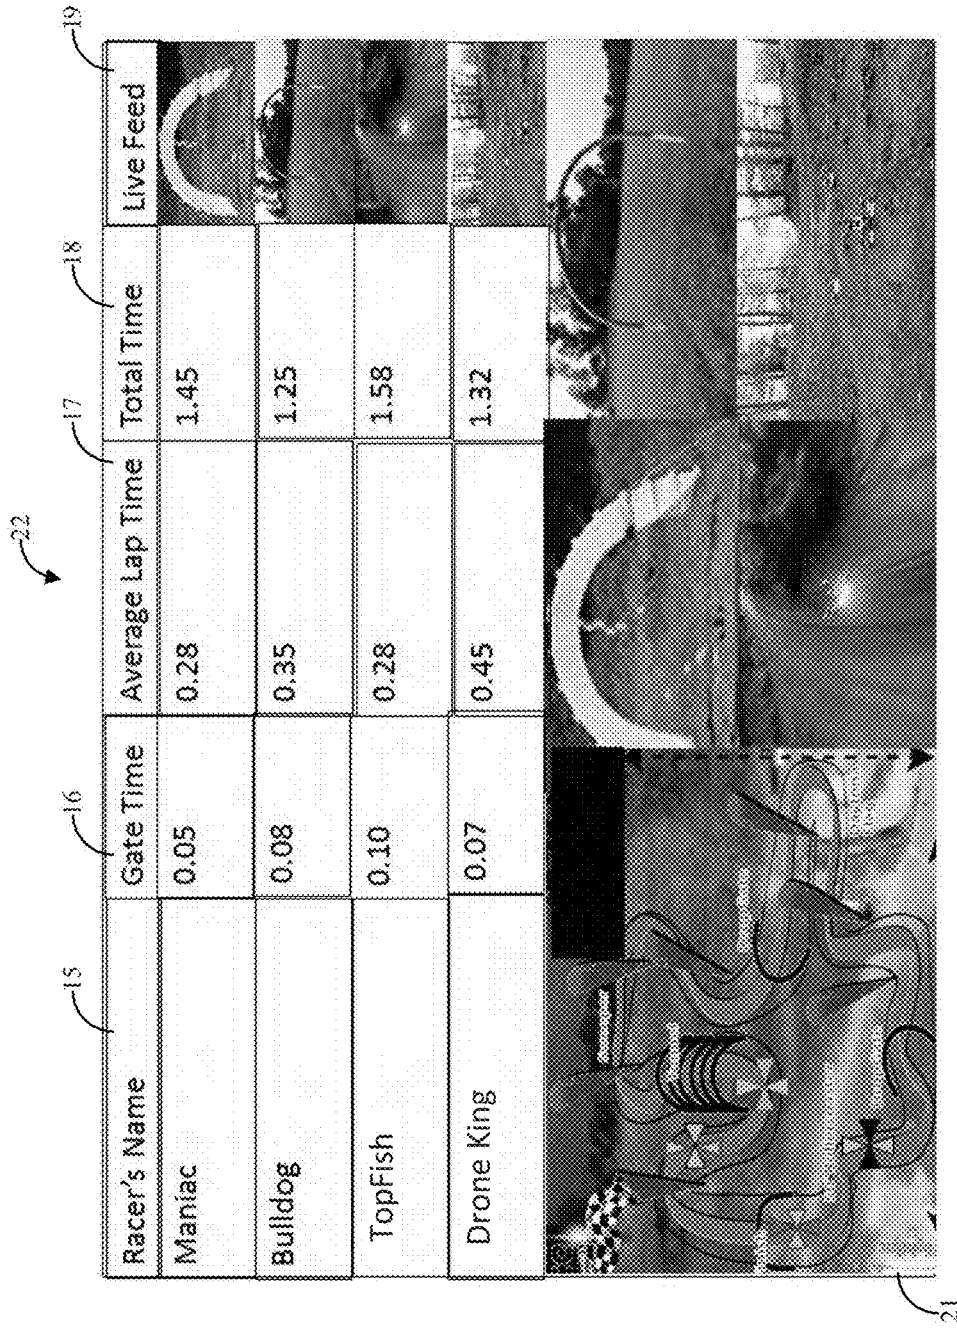 22
15
16
17
18
19
Racer's Name Gate Time Average Lap Time Total Time Live Feed
Maniac 0.05 0.28 1.45
Bulldog 0.08 0.35 1.25
TopFish 0.10 0.28 1.58
Drone King 0.07 0.45 1.32
21